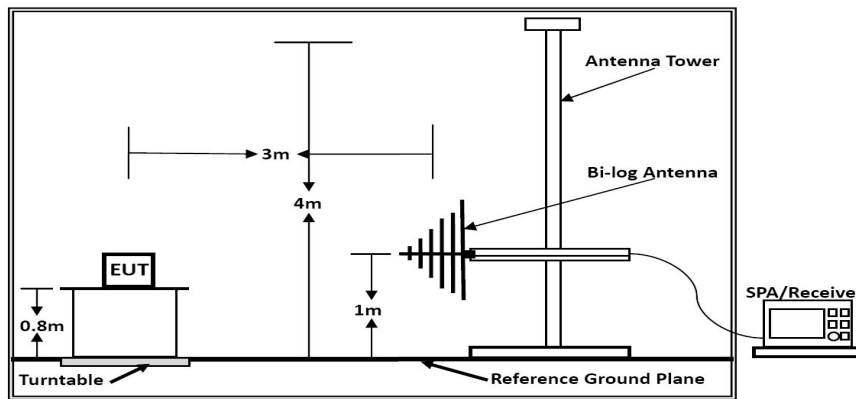 Antenna Tower
3m
Bi-log Antenna
4m
EUT
1m
0.8m
SPA/Receive
Turntable
Reference Ground Plane